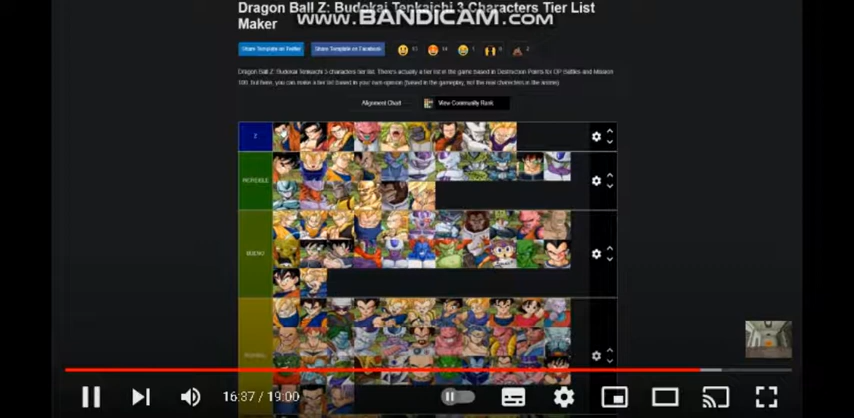 Dragon Ball Z: Budokai Tenkaichi 3 Characters Tier List
Maker
www.BANDICAM.com
Share Template on Twitter
Share Template on Facebook
Dragon Ball Z: Budokai Tenkaichi 3 characters tier list. There's actually a tier list in the game based in Destruction Points for DP Battles and Mission
100, but here, you can make a tier list based in your own opinion (based in the gameplay, not the real characters in the anime)
Alignment Chart
View Community Rank
Z
INCREIBLE
16:37 / 19:00